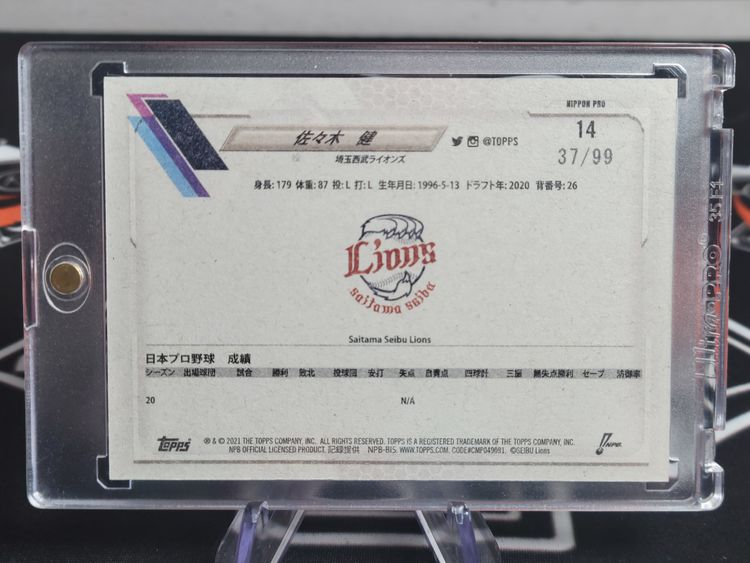 NIPPON PRO
14
37/99
佐々木 健
@TOPPS
埼玉西武ライオンズ
身長: 179 体重: 87 投: L 打: L 生年月日: 1996-5-13 ドラフト年: 2020 背番号: 26
Lions
saitama seibu
Saitama Seibu Lions
日本プロ野球 成績
シーズン 出場球団 試合 勝利 敗北 投球回 安打 失点 自責点 四球計 三振 無失点勝利 セーブ 防御率
20 N/A
topps
® & © 2021 THE TOPPS COMPANY, INC. ALL RIGHTS RESERVED. TOPPS IS A REGISTERED TRADEMARK OF THE TOPPS COMPANY, INC.
NPB OFFICIAL LICENSED PRODUCT. 記録提供 NPB-BIS. WWW.TOPPS.COM. CODE#CMP049091. ©SEIBU Lions
NPB
35 PT